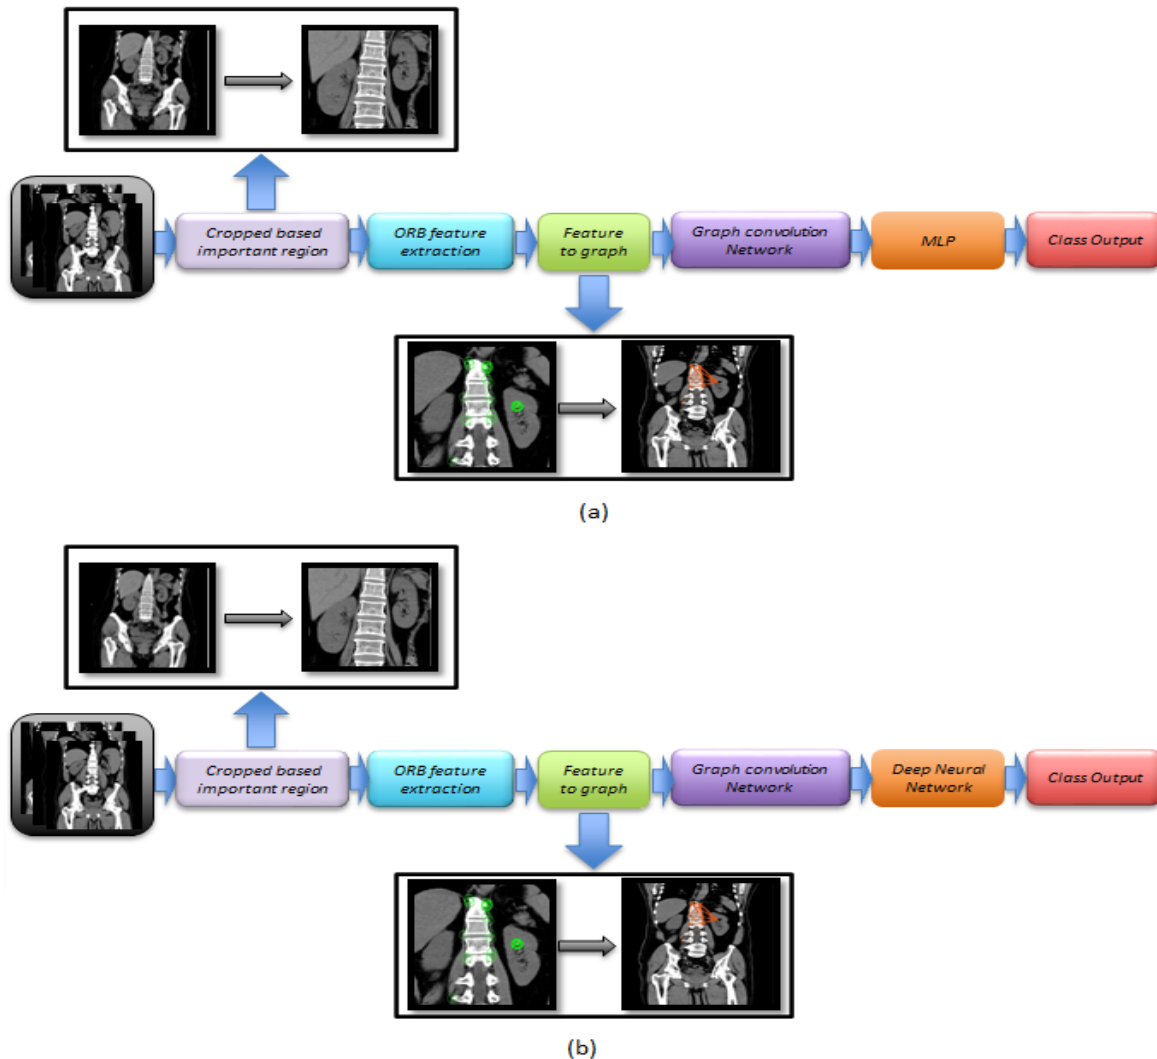 Cropped based
important region
ORB feature
extraction
Feature
to graph
Graph convolution
Network
MLP
Class Output
(a)
Cropped based
important region
ORB feature
extraction
Feature
to graph
Graph convolution
Network
Deep Neural
Network
Class Output
(b)